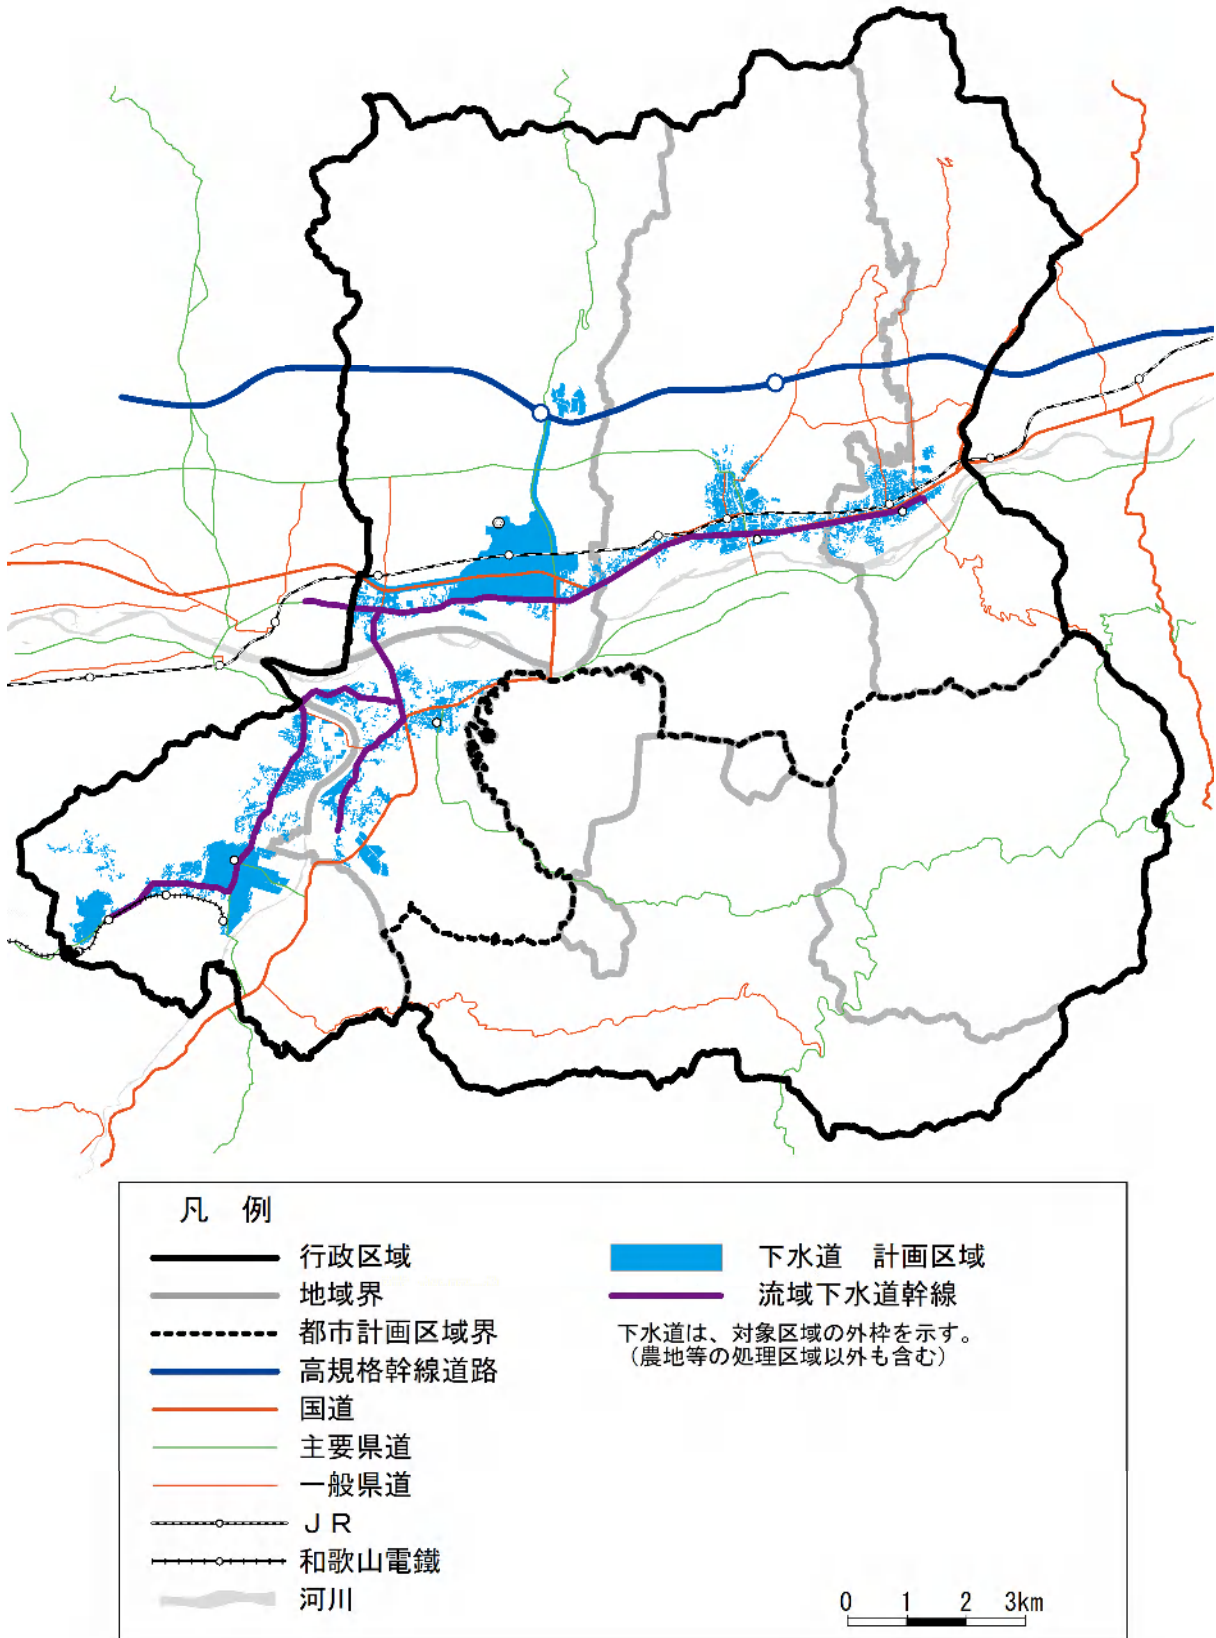 凡　例
行政区域
地域界
都市計画区域界
高規格幹線道路
国道
主要県道
一般県道
ＪＲ
和歌山電鐵
河川
下水道　計画区域
流域下水道幹線
下水道は、対象区域の外枠を示す。
（農地等の処理区域以外も含む）
0 1 2 3km